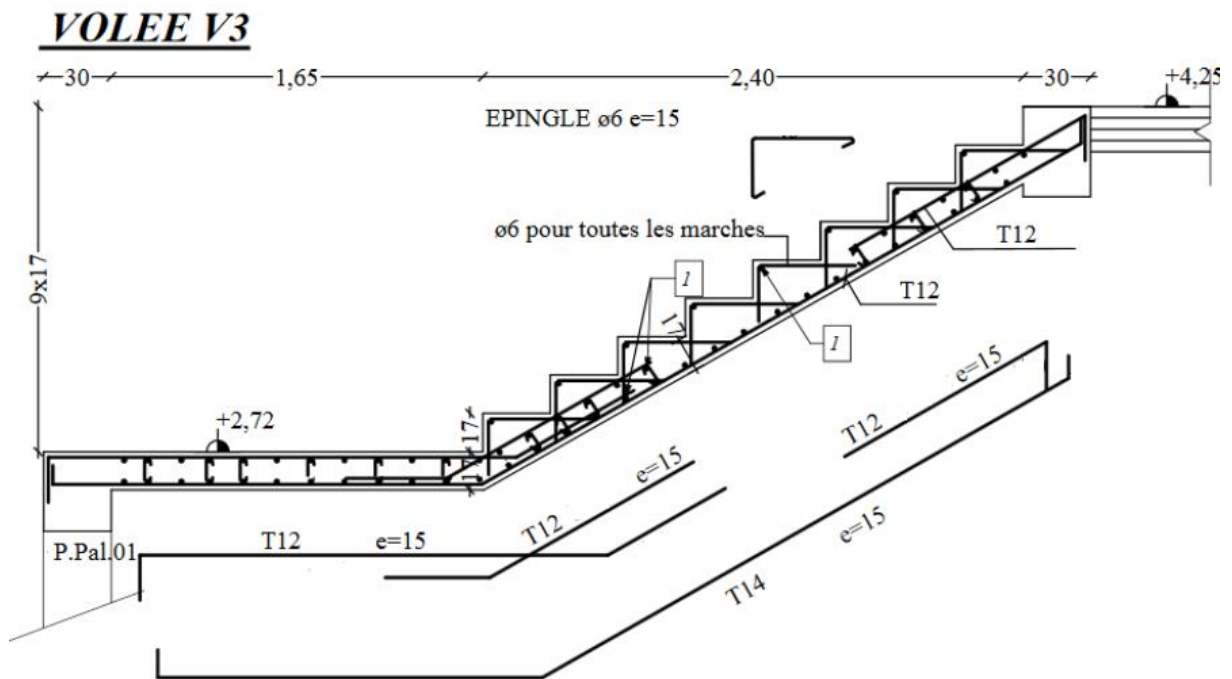 VOLEE V3
30
1,65
2,40
30
+4,25
EPINGLE ø6 e=15
ø6 pour toutes les marches
T12
T12
9x17
1
17
1
+2,72
17
17
e=15
T12
e=15
T12
T12
e=15
P.Pal.01
e=15
T14